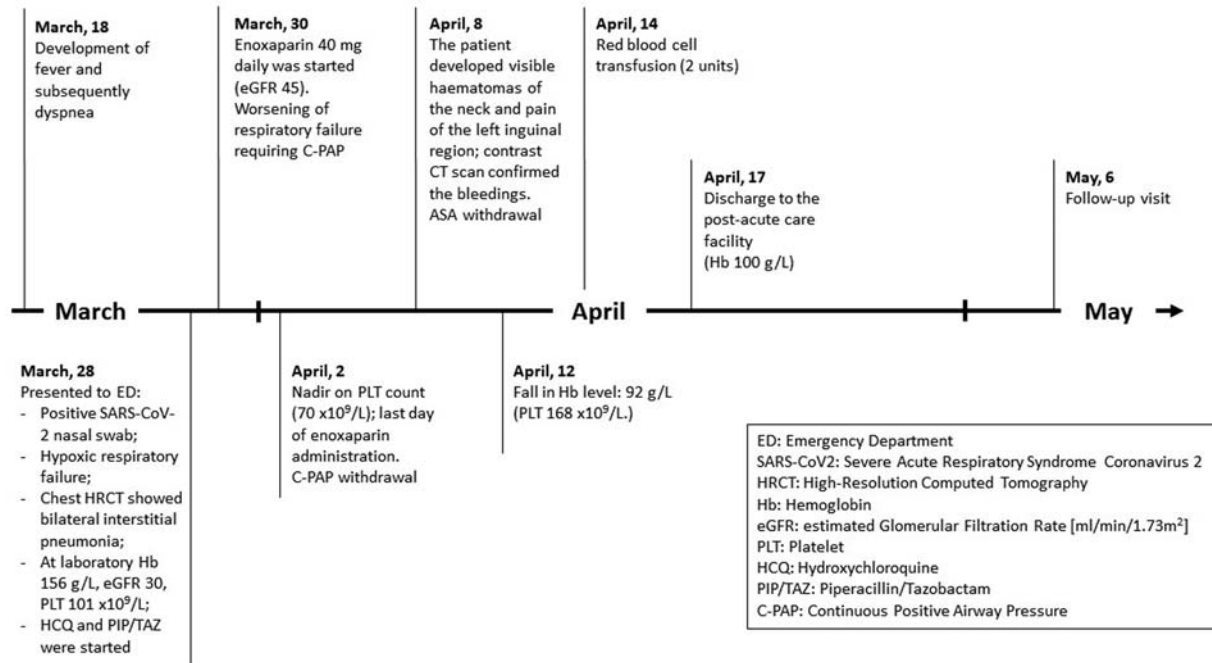 March, 18
Development of
fever and
subsequently
dyspnea
March, 30
Enoxaparin 40 mg
daily was started
(eGFR 45).
Worsening of
respiratory failure
requiring C-PAP
April, 8
The patient
developed visible
haematomas of
the neck and pain
of the left inguinal
region; contrast
CT scan confirmed
the bleedings.
ASA withdrawal
April, 14
Red blood cell
transfusion (2 units)
April, 17
Discharge to the
post-acute care
facility
(Hb 100 g/L)
May, 6
Follow-up visit
March
April
May
March, 28
Presented to ED:
- Positive SARS-CoV-
2 nasal swab;
- Hypoxic respiratory
failure;
- Chest HRCT showed
bilateral interstitial
pneumonia;
- At laboratory Hb
156 g/L, eGFR 30,
PLT 101 x10⁹/L;
- HCQ and PIP/TAZ
were started
April, 2
Nadir on PLT count
(70 x10⁹/L); last day
of enoxaparin
administration.
C-PAP withdrawal
April, 12
Fall in Hb level: 92 g/L
(PLT 168 x10⁹/L.)
ED: Emergency Department
SARS-CoV2: Severe Acute Respiratory Syndrome Coronavirus 2
HRCT: High-Resolution Computed Tomography
Hb: Hemoglobin
eGFR: estimated Glomerular Filtration Rate [ml/min/1.73m²]
PLT: Platelet
HCQ: Hydroxychloroquine
PIP/TAZ: Piperacillin/Tazobactam
C-PAP: Continuous Positive Airway Pressure